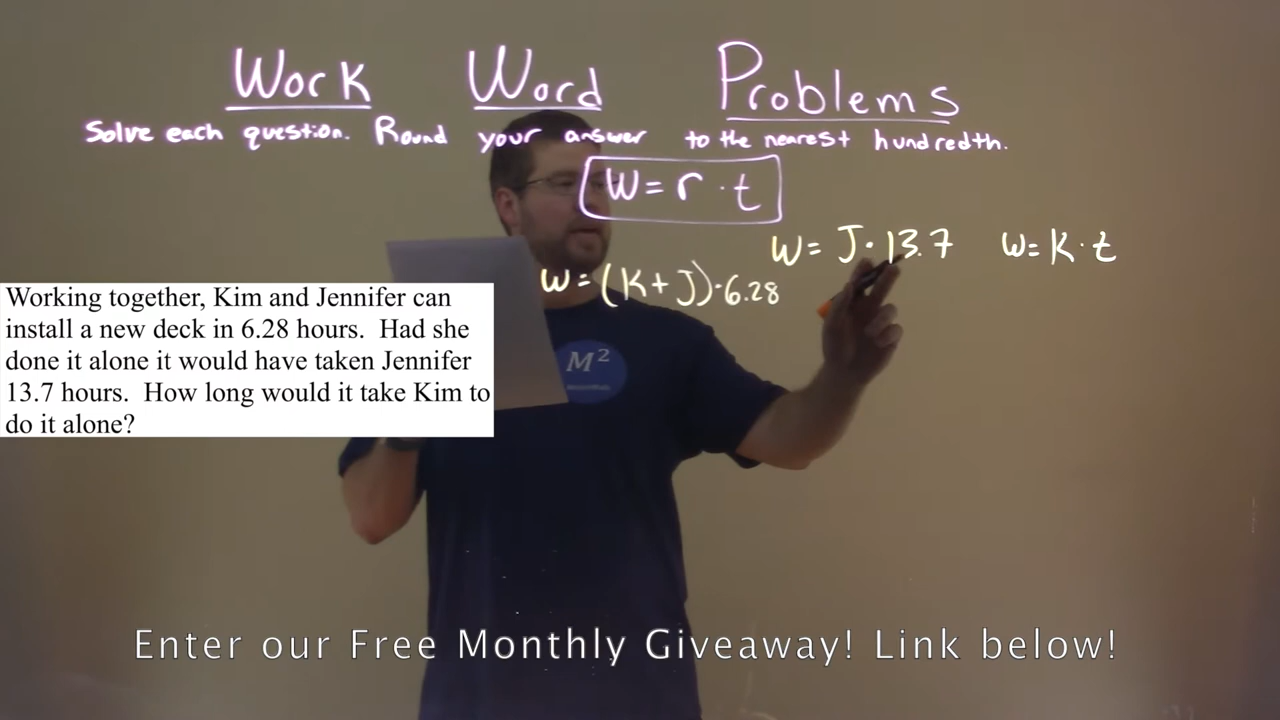 Work Word Problems
Solve each question. Round your answer to the nearest hundredth.
W = r · t
W = J · 13.7 W = K · t
W = (K + J) · 6.28
Working together, Kim and Jennifer can
install a new deck in 6.28 hours. Had she
done it alone it would have taken Jennifer
13.7 hours. How long would it take Kim to
do it alone?
M²
Enter our Free Monthly Giveaway! Link below!